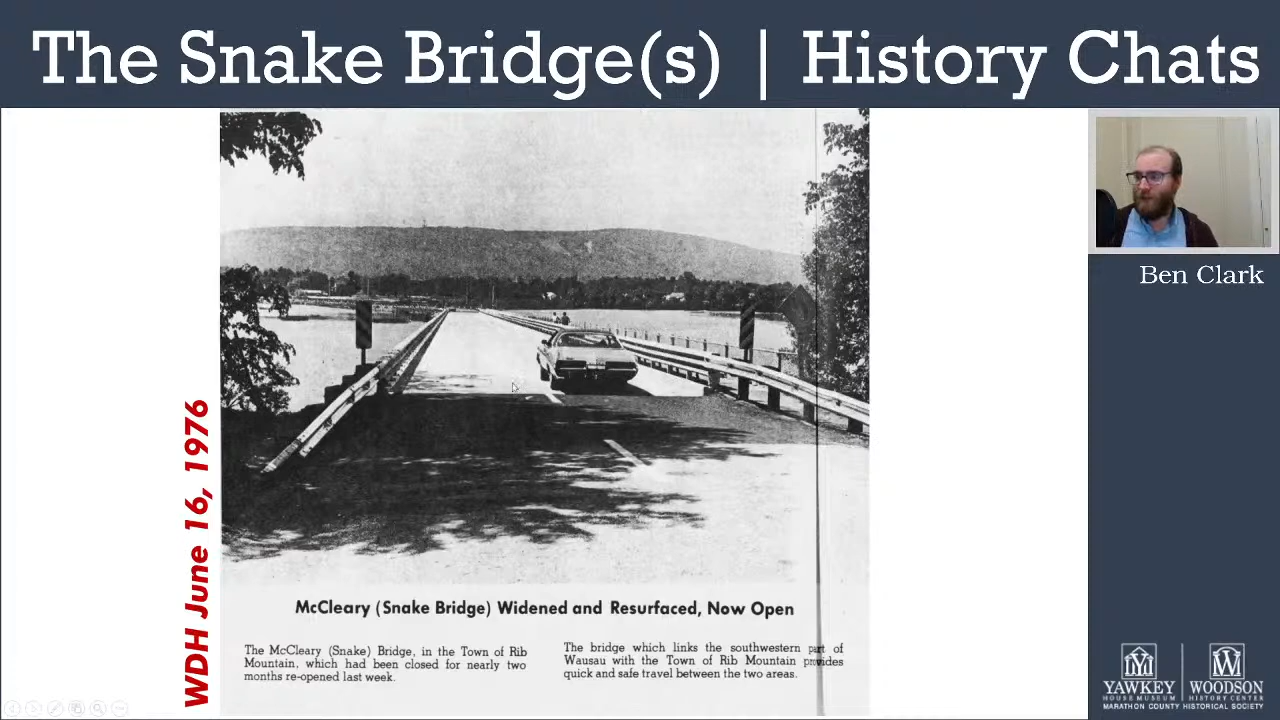 The Snake Bridge(s) | History Chats
Ben Clark
WDH June 16, 1976
McCleary (Snake Bridge) Widened and Resurfaced, Now Open
The McCleary (Snake) Bridge, in the Town of Rib
Mountain, which had been closed for nearly two
months re-opened last week.
The bridge which links the southwestern part of
Wausau with the Town of Rib Mountain provides
quick and safe travel between the two areas.
YAWKEY
HOUSE MUSEUM
WOODSON
HISTORY CENTER
MARATHON COUNTY HISTORICAL SOCIETY